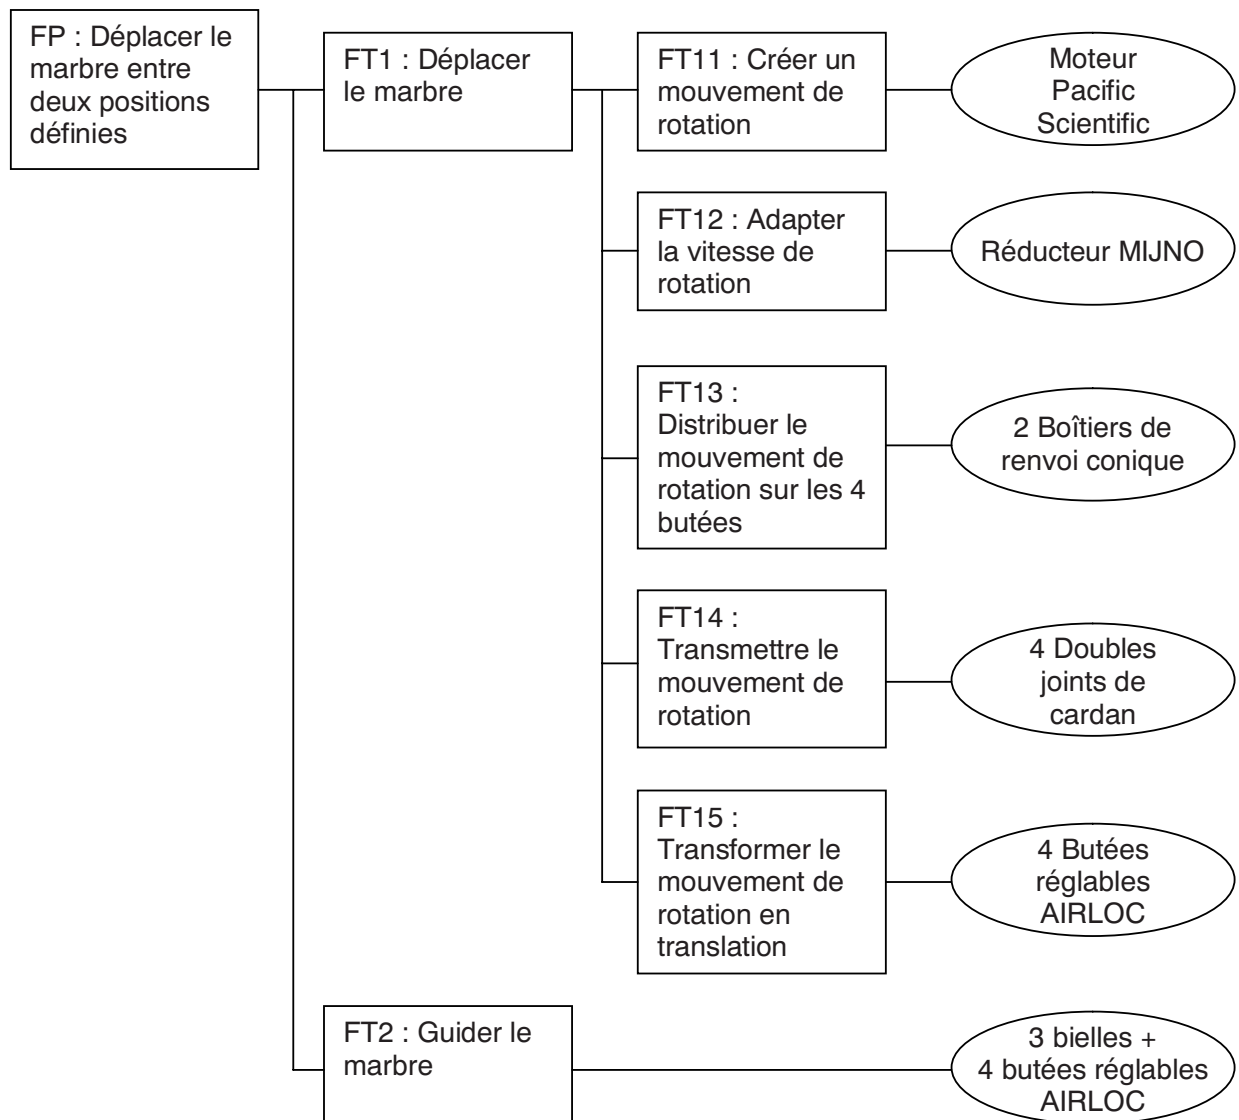 FP : Déplacer le
marbre entre
deux positions
définies
FT1 : Déplacer
le marbre
FT11 : Créer un
mouvement de
rotation
Moteur
Pacific
Scientific
FT12 : Adapter
la vitesse de
rotation
Réducteur MIJNO
FT13 :
Distribuer le
mouvement de
rotation sur les 4
butées
2 Boîtiers de
renvoi conique
FT14 :
Transmettre le
mouvement de
rotation
4 Doubles
joints de
cardan
FT15 :
Transformer le
mouvement de
rotation en
translation
4 Butées
réglables
AIRLOC
FT2 : Guider le
marbre
3 bielles +
4 butées réglables
AIRLOC